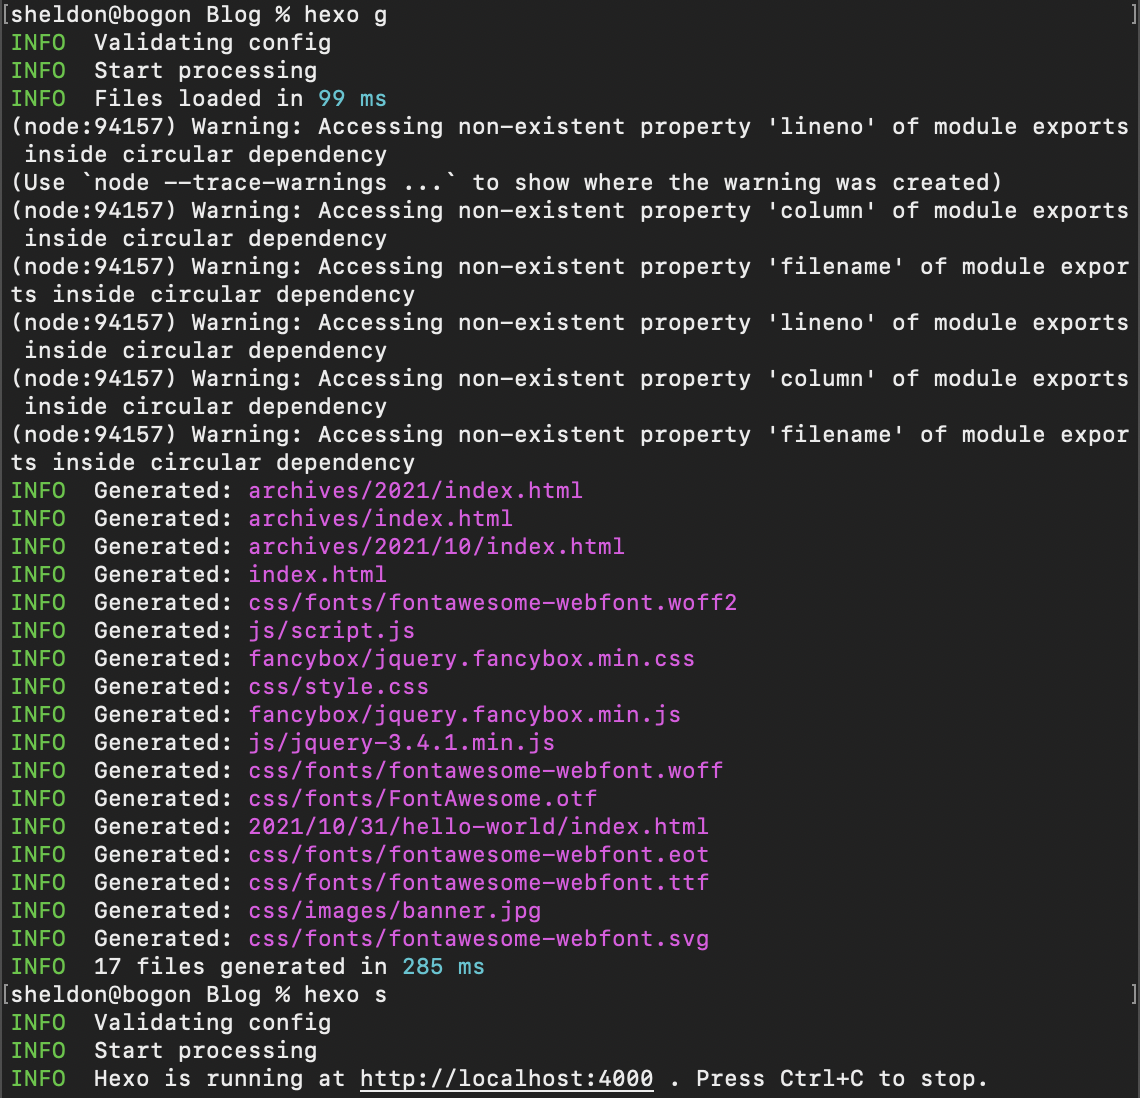 [sheldon@bogon Blog % hexo g ]
INFO  Validating config
INFO  Start processing
INFO  Files loaded in 99 ms
(node:94157) Warning: Accessing non-existent property 'lineno' of module exports
 inside circular dependency
(Use `node --trace-warnings ...` to show where the warning was created)
(node:94157) Warning: Accessing non-existent property 'column' of module exports
 inside circular dependency
(node:94157) Warning: Accessing non-existent property 'filename' of module expor
ts inside circular dependency
(node:94157) Warning: Accessing non-existent property 'lineno' of module exports
 inside circular dependency
(node:94157) Warning: Accessing non-existent property 'column' of module exports
 inside circular dependency
(node:94157) Warning: Accessing non-existent property 'filename' of module expor
ts inside circular dependency
INFO  Generated: archives/2021/index.html
INFO  Generated: archives/index.html
INFO  Generated: archives/2021/10/index.html
INFO  Generated: index.html
INFO  Generated: css/fonts/fontawesome-webfont.woff2
INFO  Generated: js/script.js
INFO  Generated: fancybox/jquery.fancybox.min.css
INFO  Generated: css/style.css
INFO  Generated: fancybox/jquery.fancybox.min.js
INFO  Generated: js/jquery-3.4.1.min.js
INFO  Generated: css/fonts/fontawesome-webfont.woff
INFO  Generated: css/fonts/FontAwesome.otf
INFO  Generated: 2021/10/31/hello-world/index.html
INFO  Generated: css/fonts/fontawesome-webfont.eot
INFO  Generated: css/fonts/fontawesome-webfont.ttf
INFO  Generated: css/images/banner.jpg
INFO  Generated: css/fonts/fontawesome-webfont.svg
INFO  17 files generated in 285 ms
[sheldon@bogon Blog % hexo s ]
INFO  Validating config
INFO  Start processing
INFO  Hexo is running at http://localhost:4000 . Press Ctrl+C to stop.